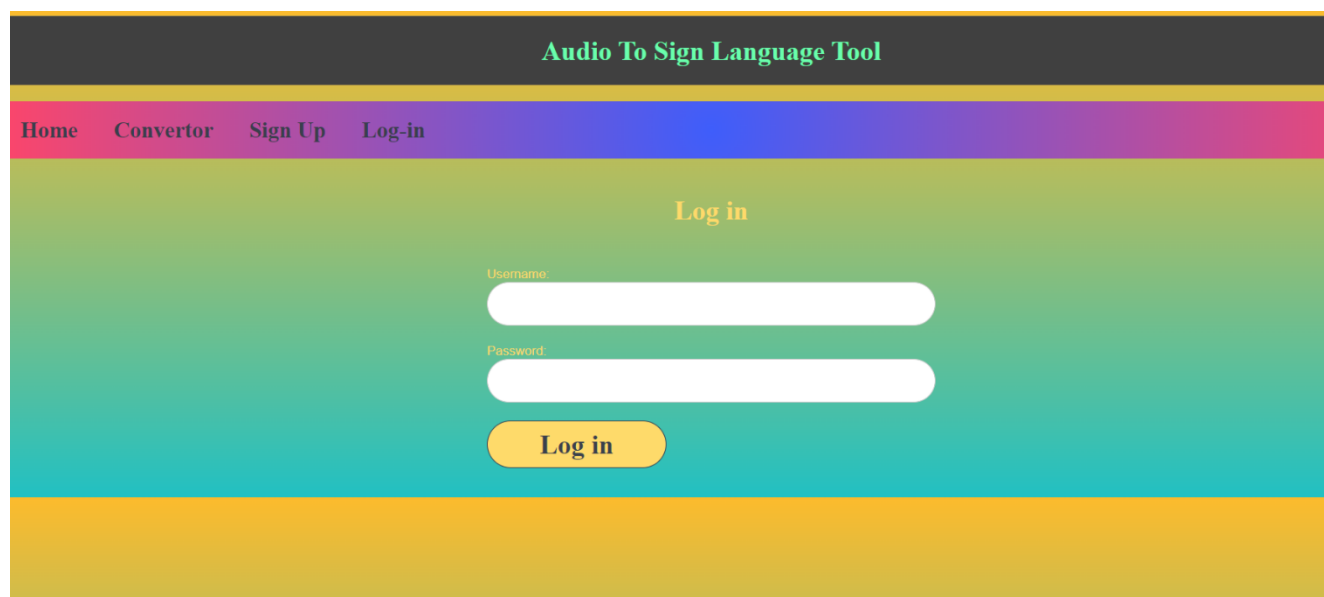 Audio To Sign Language Tool
Home Convertor Sign Up Log-in
Log in
Username:
Password:
Log in